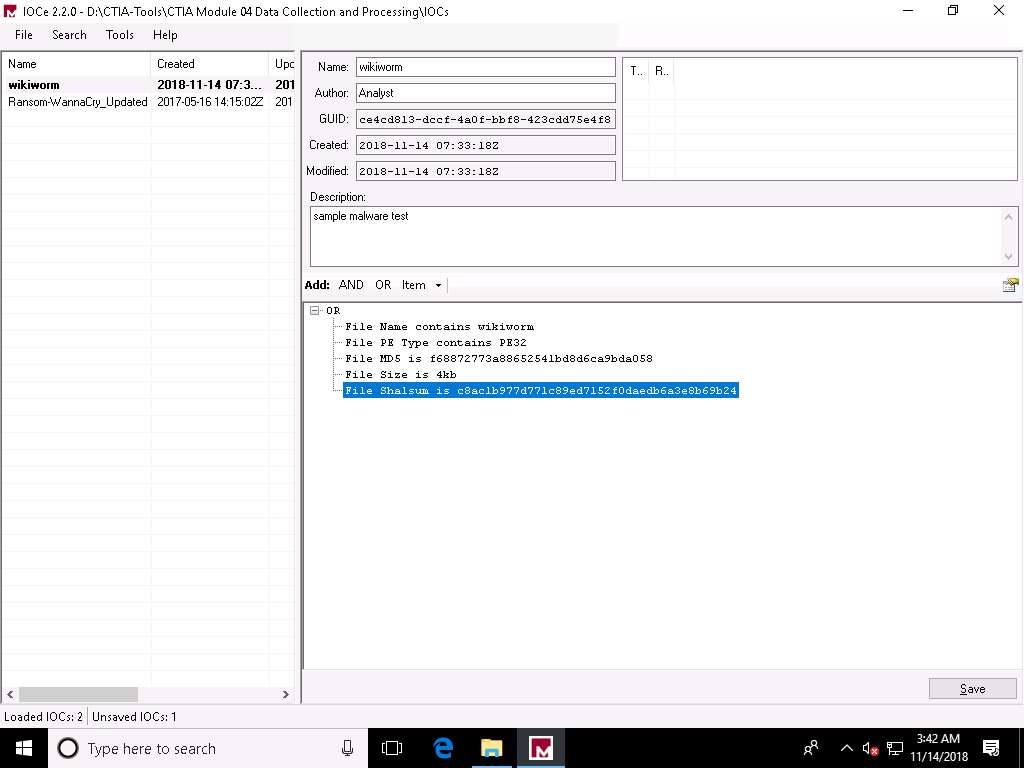 IOCe 2.2.0 - D:\CTIA-Tools\CTIA Module 04 Data Collection and Processing\IOCs
File Search Tools Help
Name Created Upc
wikiworm 2018-11-14 07:3... 201
Ransom-WannaCry_Updated 2017-05-16 14:15:02Z 201
Name: wikiworm
Author: Analyst
GUID: ce4cd813-dccf-4a0f-bbf8-423cdd75e4f8
Created: 2018-11-14 07:33:18Z
Modified: 2018-11-14 07:33:18Z
T.. R..
Description:
sample malware test
Add: AND OR Item
OR
File Name contains wikiworm
File PE Type contains PE32
File MD5 is f68872773a88652541bd8d6ca9bda058
File Size is 4kb
File Sha1sum is c8ac1b977d771c89ed7152f0daedb6a3e8b69b24
Save
Loaded IOCs: 2 Unsaved IOCs: 1
Type here to search
3:42 AM
11/14/2018